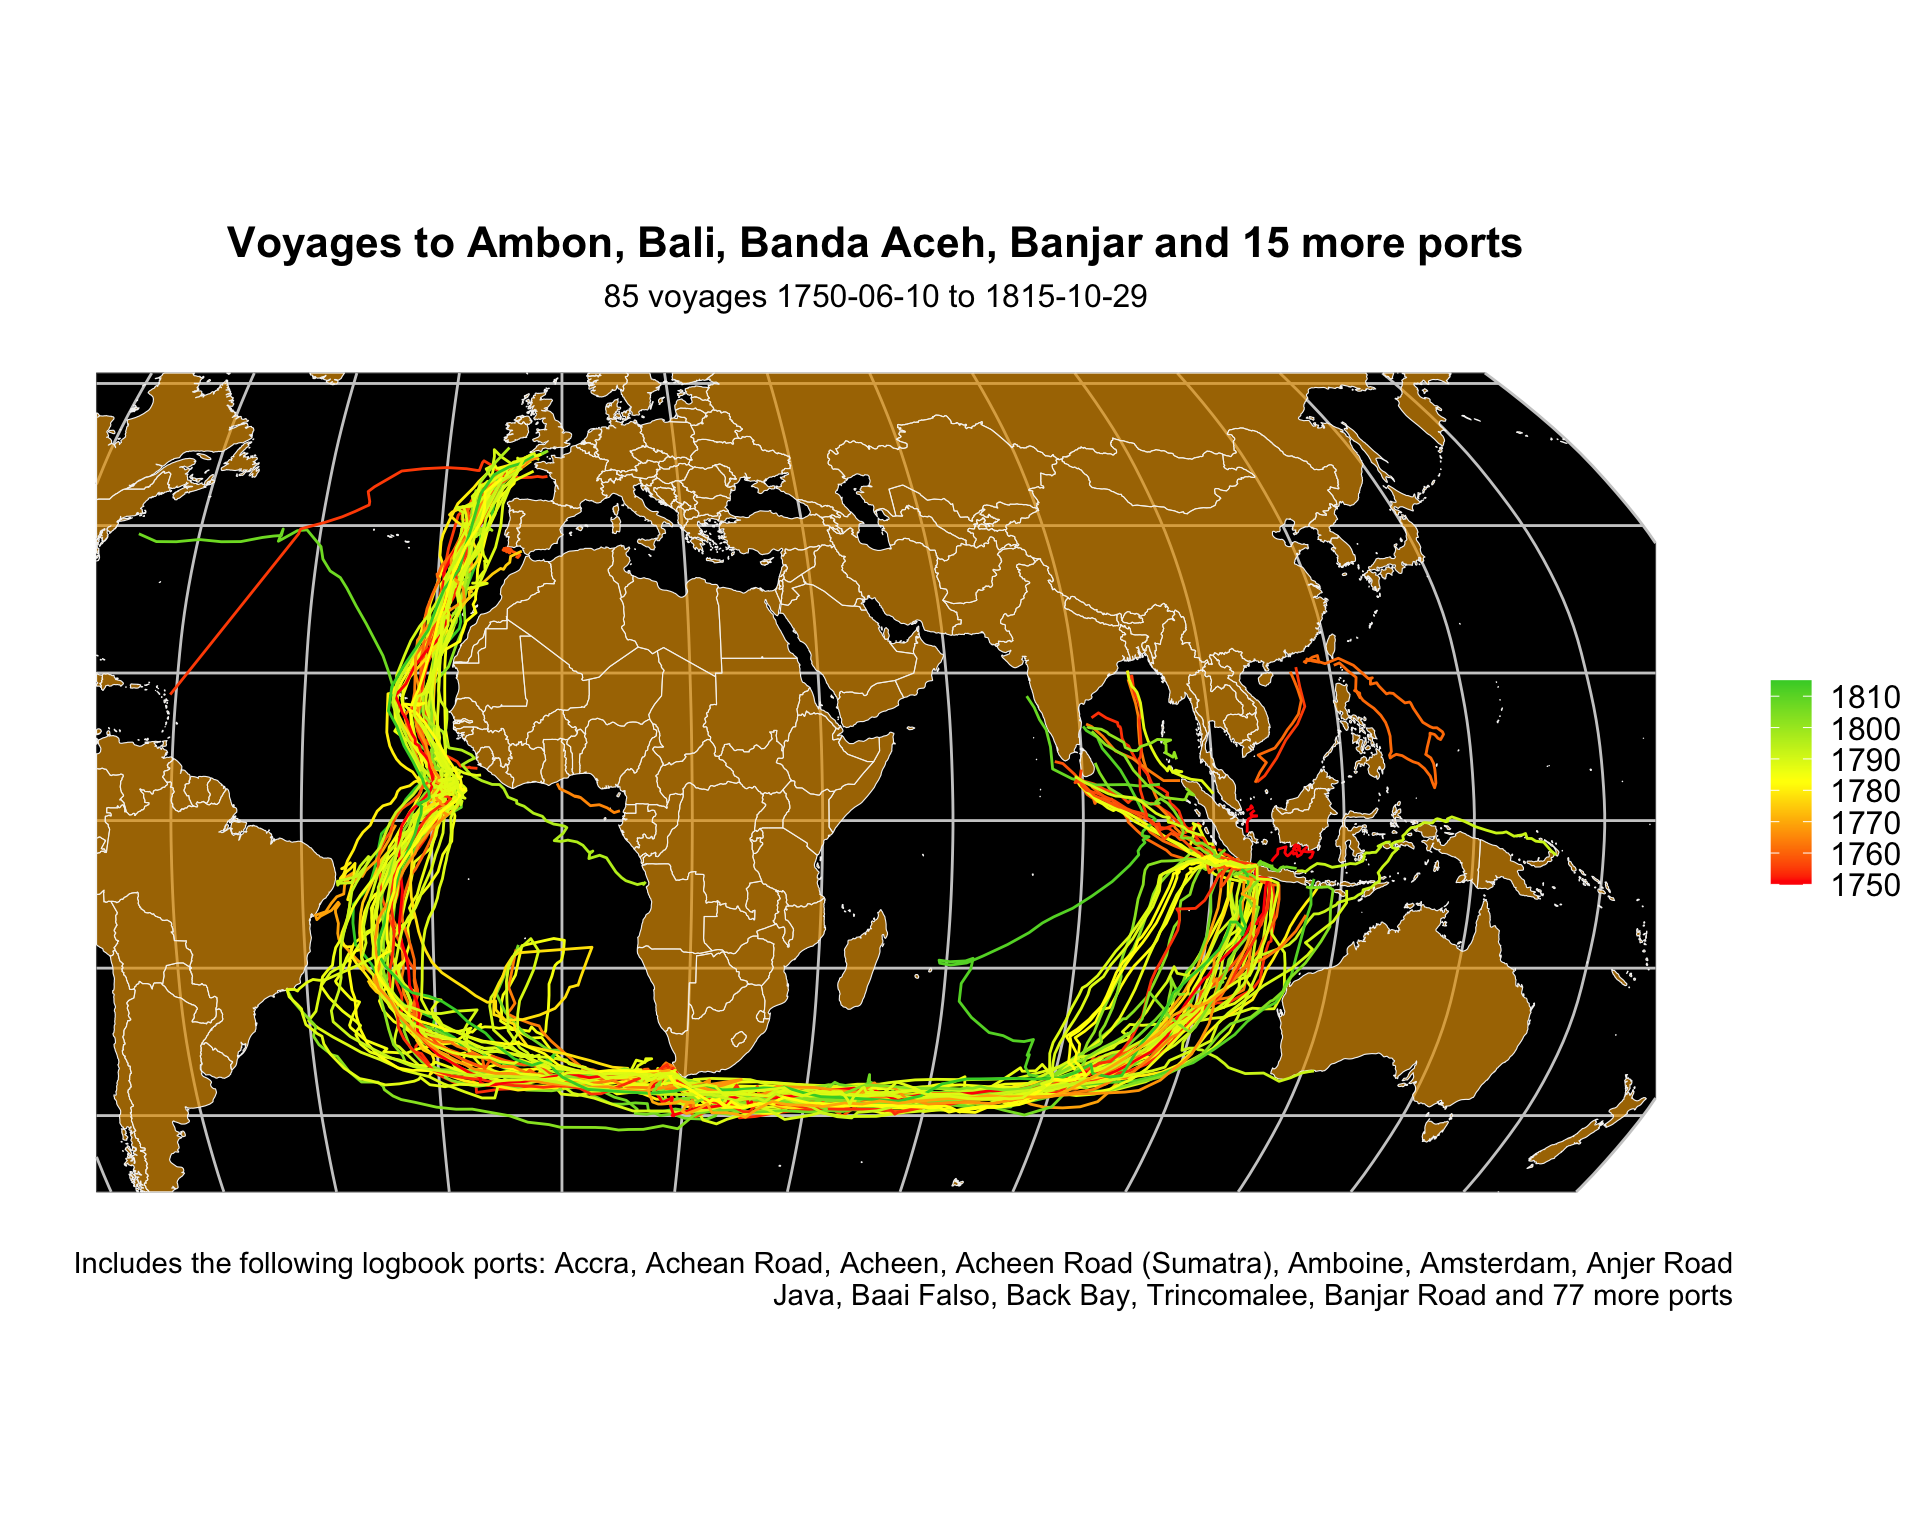 Voyages to Ambon, Bali, Banda Aceh, Banjar and 15 more ports
85 voyages 1750-06-10 to 1815-10-29
1810
1800
1790
1780
1770
1760
1750
Includes the following logbook ports: Accra, Achean Road, Acheen, Acheen Road (Sumatra), Amboine, Amsterdam, Anjer Road
Java, Baai Falso, Back Bay, Trincomalee, Banjar Road and 77 more ports